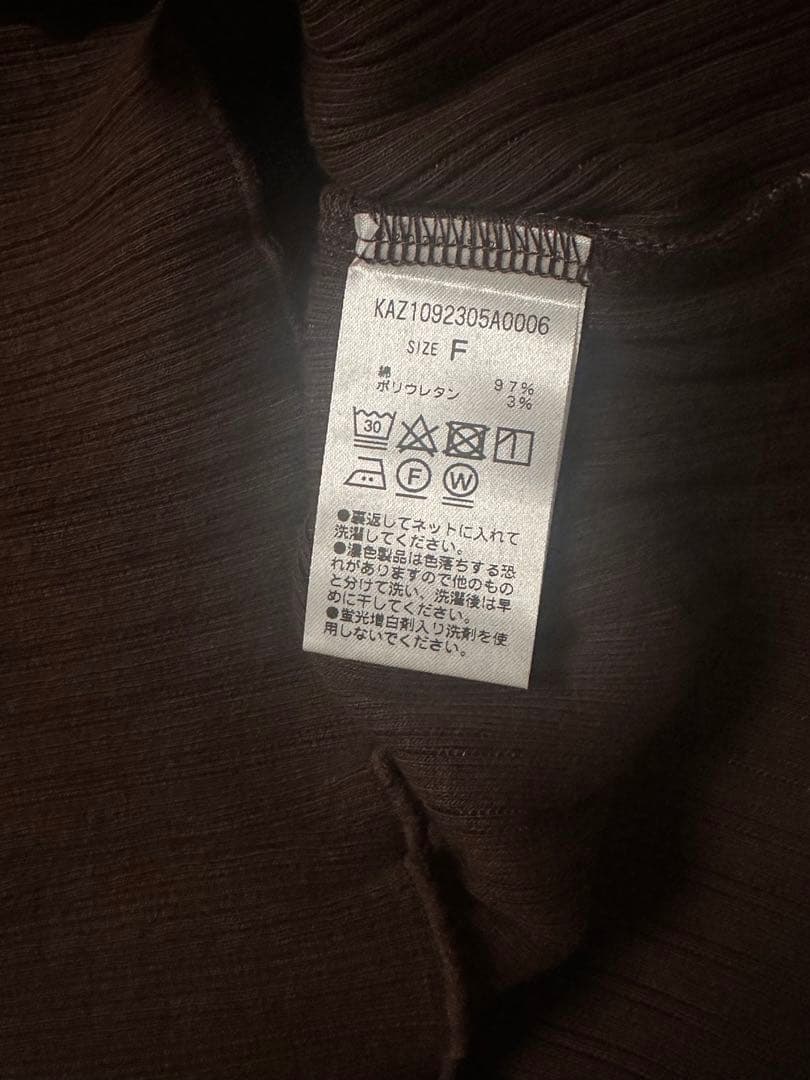 KAZ1092305A0006
SIZE F
綿 97%
ポリウレタン 3%
30
F W
●裏返してネットに入れて
洗濯してください。
●濃色製品は色落ちする恐
れがありますので他のもの
と分けて洗い、洗濯後は早
めに干してください。
●蛍光増白剤入り洗剤を使
用しないでください。